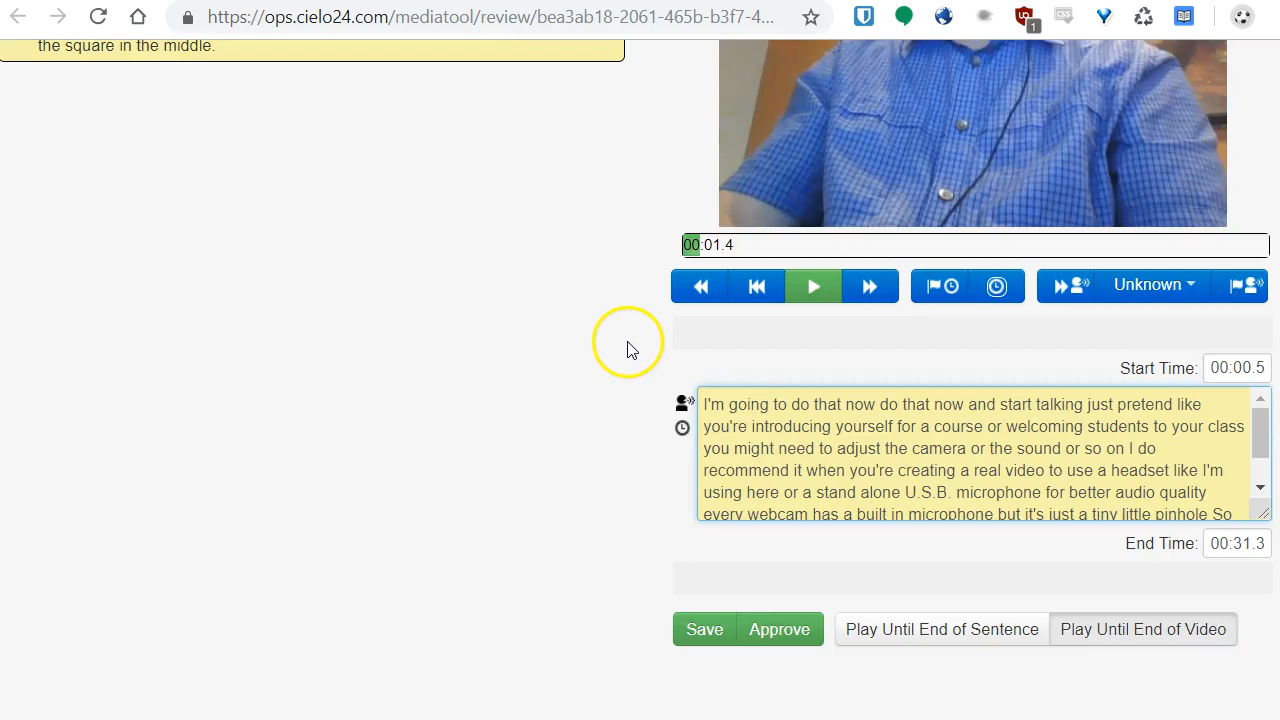 https://ops.cielo24.com/mediatool/review/bea3ab18-2061-465b-b3f7-4...
1
the square in the middle.
00:01.4
Unknown
Start Time: 00:00.5
I'm going to do that now do that now and start talking just pretend like
you're introducing yourself for a course or welcoming students to your class
you might need to adjust the camera or the sound or so on I do
recommend it when you're creating a real video to use a headset like I'm
using here or a stand alone U.S.B. microphone for better audio quality
every webcam has a built in microphone but it's just a tiny little pinhole So
End Time: 00:31.3
Save Approve Play Until End of Sentence Play Until End of Video